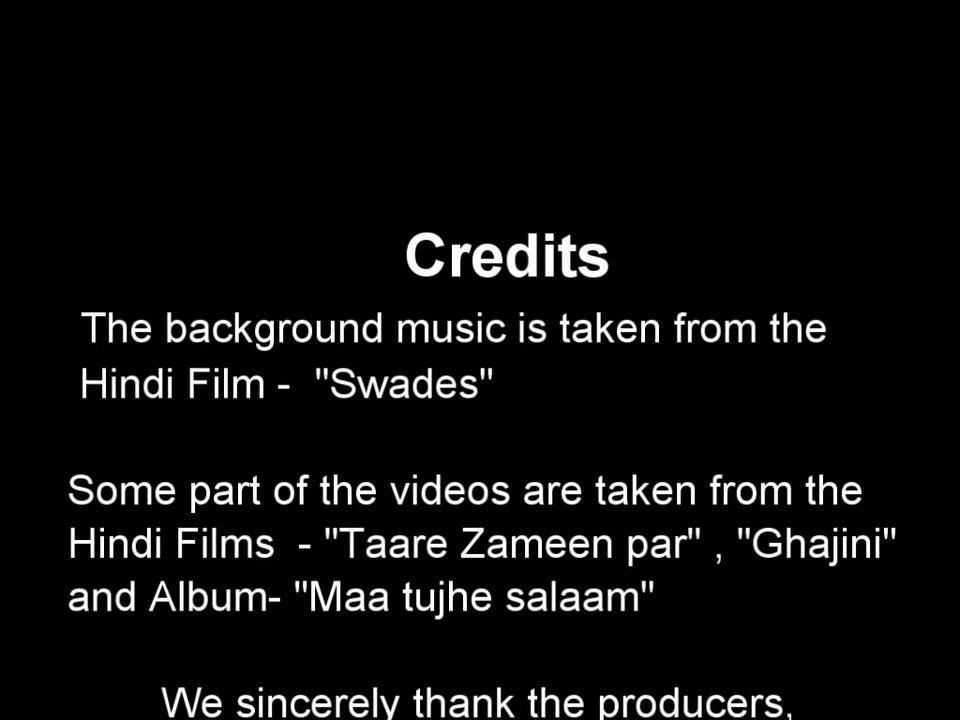 Credits
The background music is taken from the
Hindi Film - "Swades"
Some part of the videos are taken from the
Hindi Films - "Taare Zameen par" , "Ghajini"
and Album- "Maa tujhe salaam"
We sincerely thank the producers,